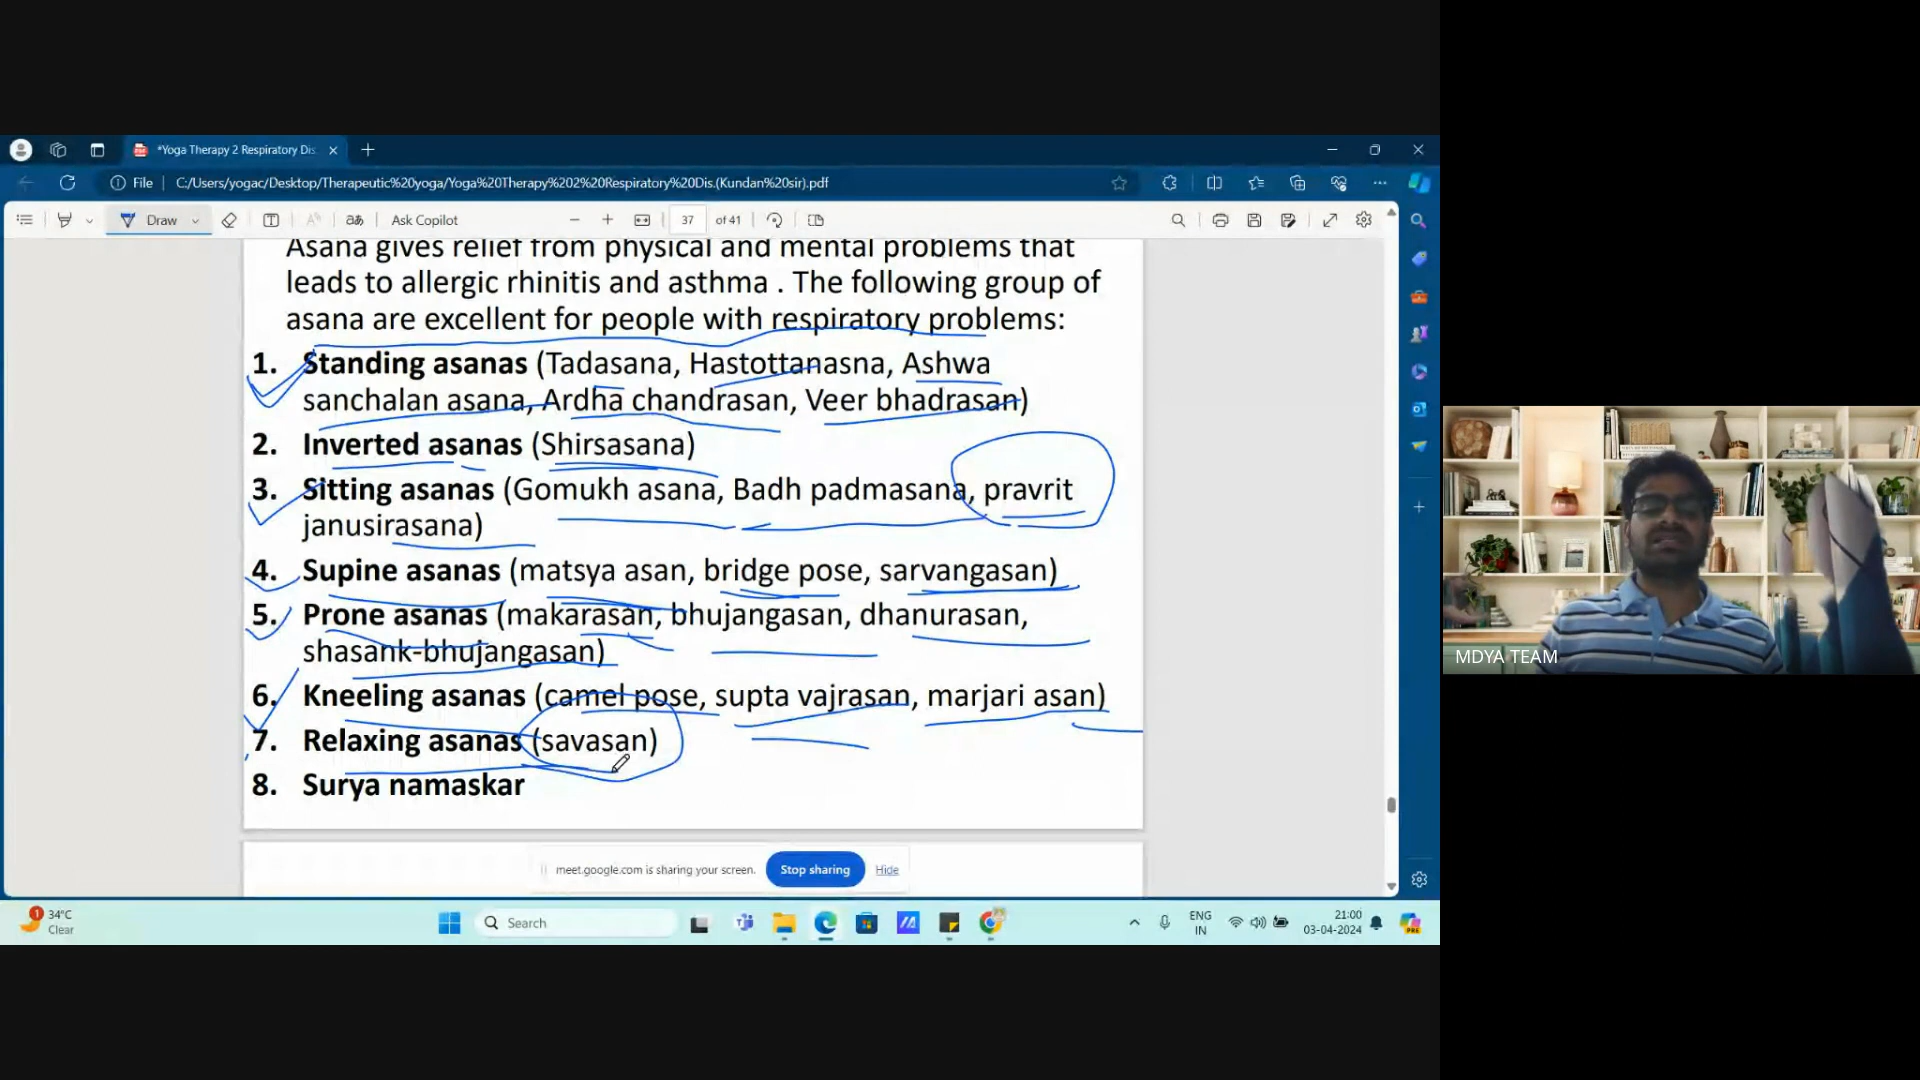 *Yoga Therapy 2 Respiratory Dis
File
C:/Users/yogac/Desktop/Therapeutic%20yoga/Yoga%20Therapy%202%20Respiratory%20Dis.(Kundan%20sir).pdf
Draw
Ask Copilot
37 of 41
Asana gives relief from physical and mental problems that
leads to allergic rhinitis and asthma . The following group of
asana are excellent for people with respiratory problems:
1. Standing asanas (Tadasana, Hastottanasna, Ashwa
sanchalan asana, Ardha chandrasan, Veer bhadrasan)
2. Inverted asanas (Shirsasana)
3. Sitting asanas (Gomukh asana, Badh padmasana, pravrit
janusirasana)
4. Supine asanas (matsya asan, bridge pose, sarvangasan)
5. Prone asanas (makarasan, bhujangasan, dhanurasan,
shasank-bhujangasan)
6. Kneeling asanas (camel pose, supta vajrasan, marjari asan)
7. Relaxing asanas (savasan)
8. Surya namaskar
meet.google.com is sharing your screen.
Stop sharing
Hide
MDYA TEAM
1
34°C
Clear
Search
ENG
IN
21:00
03-04-2024
PRE